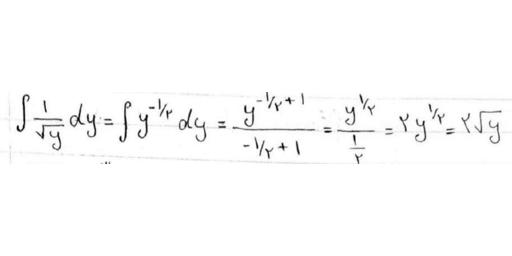 ∫ 1/√y dy = ∫ y^(-۱/۲) dy = y^(-۱/۲+۱) / (-۱/۲+۱) = y^(۱/۲) / (۱/۲) = ۲y^(۱/۲) = ۲√y